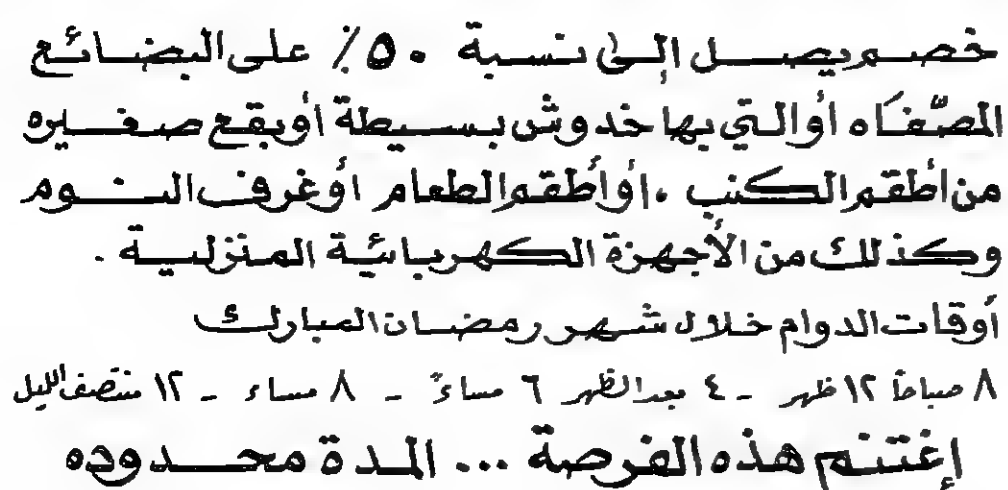 خصم يصل إلى نسبة ٥٠٪ على البضائع
المصفّاه أو التي بها خدوش بسيطة أو بقع صغيره
من أطقم الكنب ، أو أطقم الطعام أو غرف النوم
وكذلك من الأجهزة الكهربائية المنزلية .
أوقات الدوام خلال شهر رمضان المبارك
٨ صباحاً ١٢ ظهر - ٤ بعد الظهر ٦ مساءً - ٨ مساء - ١٢ منتصف الليل
إغتنم هذه الفرصة ... المدة محدوده